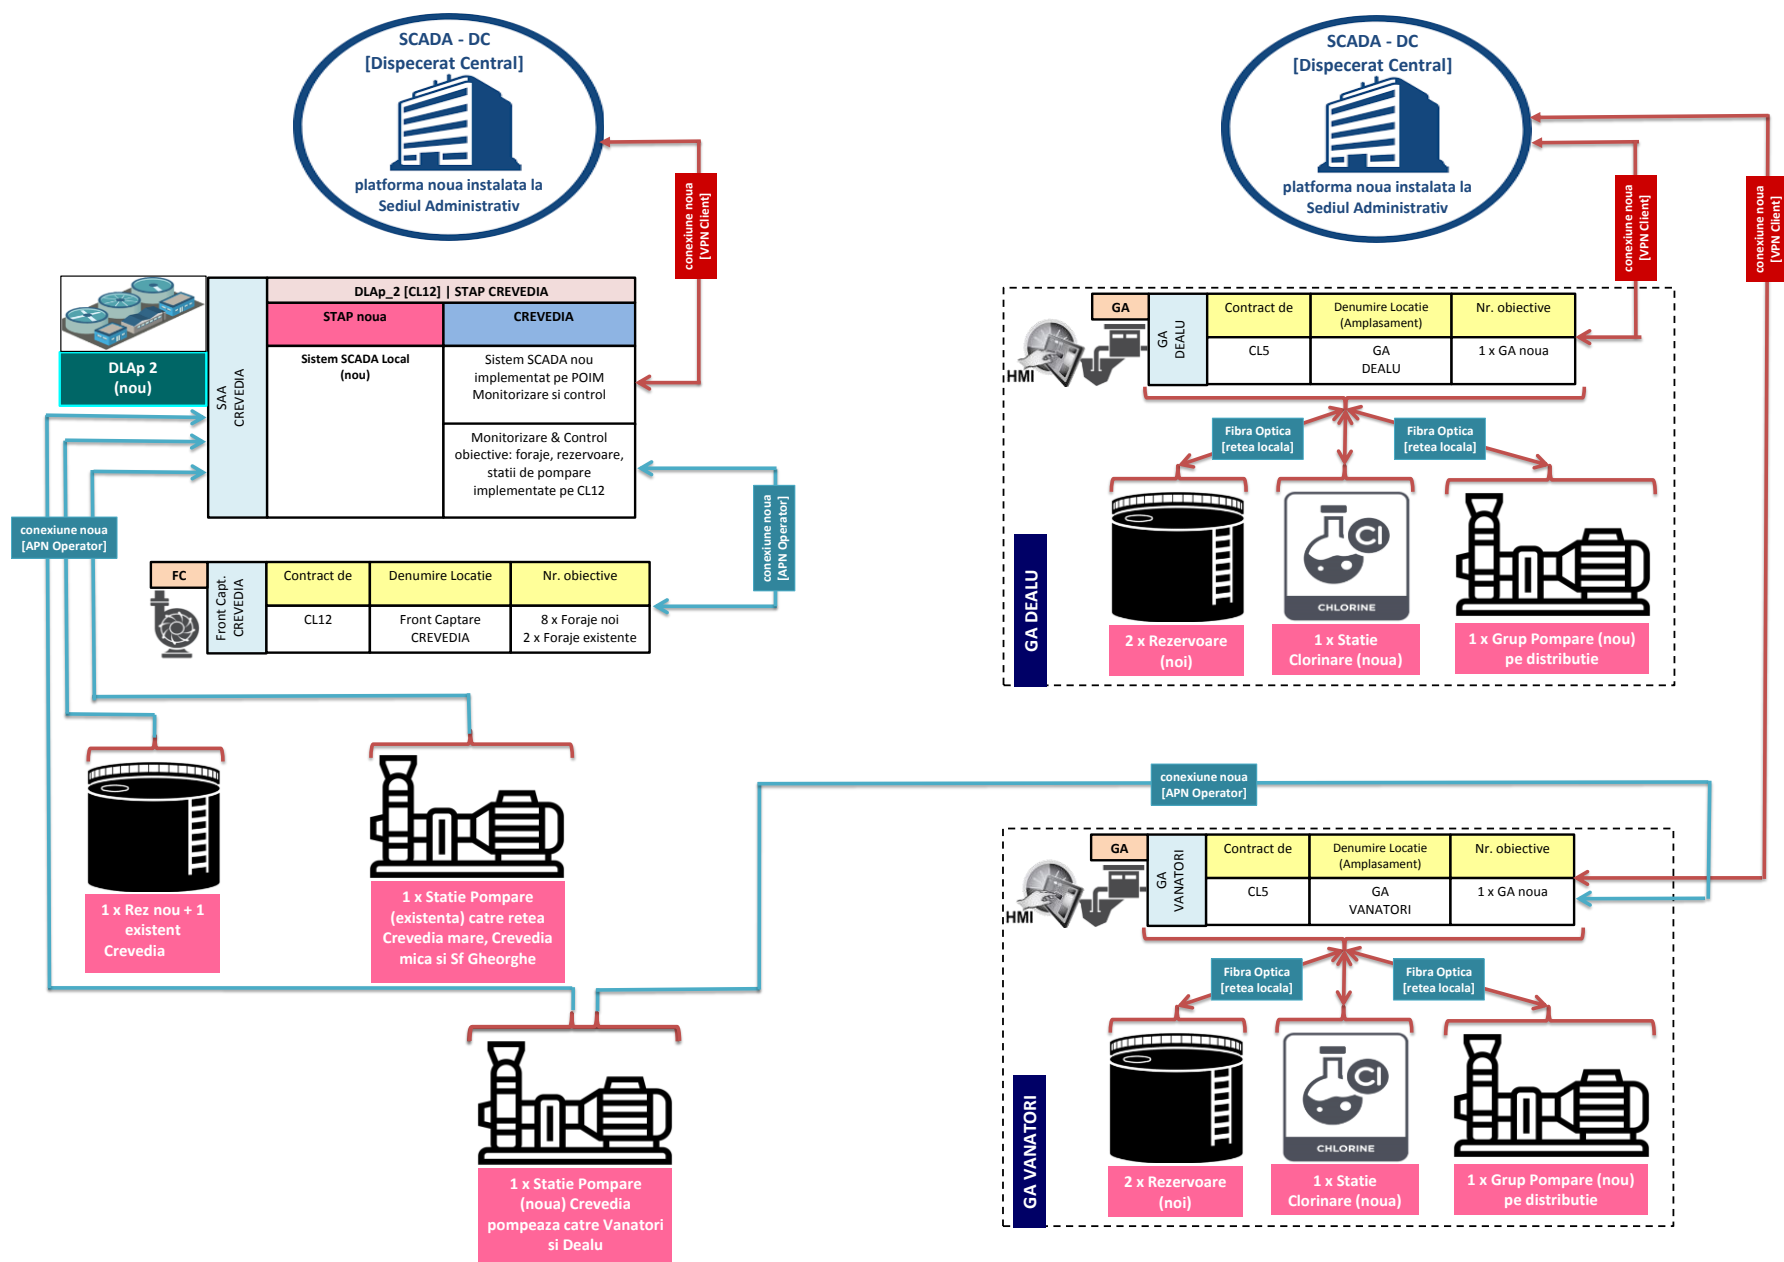 SCADA - DC
[Dispecerat Central]
platforma noua instalata la
Sediul Administrativ
conexiune noua
[VPN Client]
DLAp 2
(nou)
SAA
CREVEDIA
DLAp_2 [CL12] | STAP CREVEDIA
STAP noua
CREVEDIA
Sistem SCADA Local
(nou)
Sistem SCADA nou
implementat pe POIM
Monitorizare si control
Monitorizare & Control
obiective: foraje, rezervoare,
statii de pompare
implementate pe CL12
conexiune noua
[APN Operator]
conexiune noua
[APN Operator]
FC
Front Capt.
CREVEDIA
Contract de
Denumire Locatie
Nr. obiective
CL12
Front Captare
CREVEDIA
8 x Foraje noi
2 x Foraje existente
1 x Rez nou + 1
existent
Crevedia
1 x Statie Pompare
(existenta) catre retea
Crevedia mare, Crevedia
mica si Sf Gheorghe
1 x Statie Pompare
(noua) Crevedia
pompeaza catre Vanatori
si Dealu
SCADA - DC
[Dispecerat Central]
platforma noua instalata la
Sediul Administrativ
conexiune noua
[VPN Client]
conexiune noua
[VPN Client]
GA
HMI
GA
DEALU
Contract de
Denumire Locatie
(Amplasament)
Nr. obiective
CL5
GA
DEALU
1 x GA noua
Fibra Optica
[retea locala]
Fibra Optica
[retea locala]
GA DEALU
CI
CHLORINE
2 x Rezervoare
(noi)
1 x Statie
Clorinare (noua)
1 x Grup Pompare (nou)
pe distributie
conexiune noua
[APN Operator]
GA
HMI
GA
VANATORI
Contract de
Denumire Locatie
(Amplasament)
Nr. obiective
CL5
GA
VANATORI
1 x GA noua
Fibra Optica
[retea locala]
Fibra Optica
[retea locala]
GA VANATORI
CI
CHLORINE
2 x Rezervoare
(noi)
1 x Statie
Clorinare (noua)
1 x Grup Pompare (nou)
pe distributie